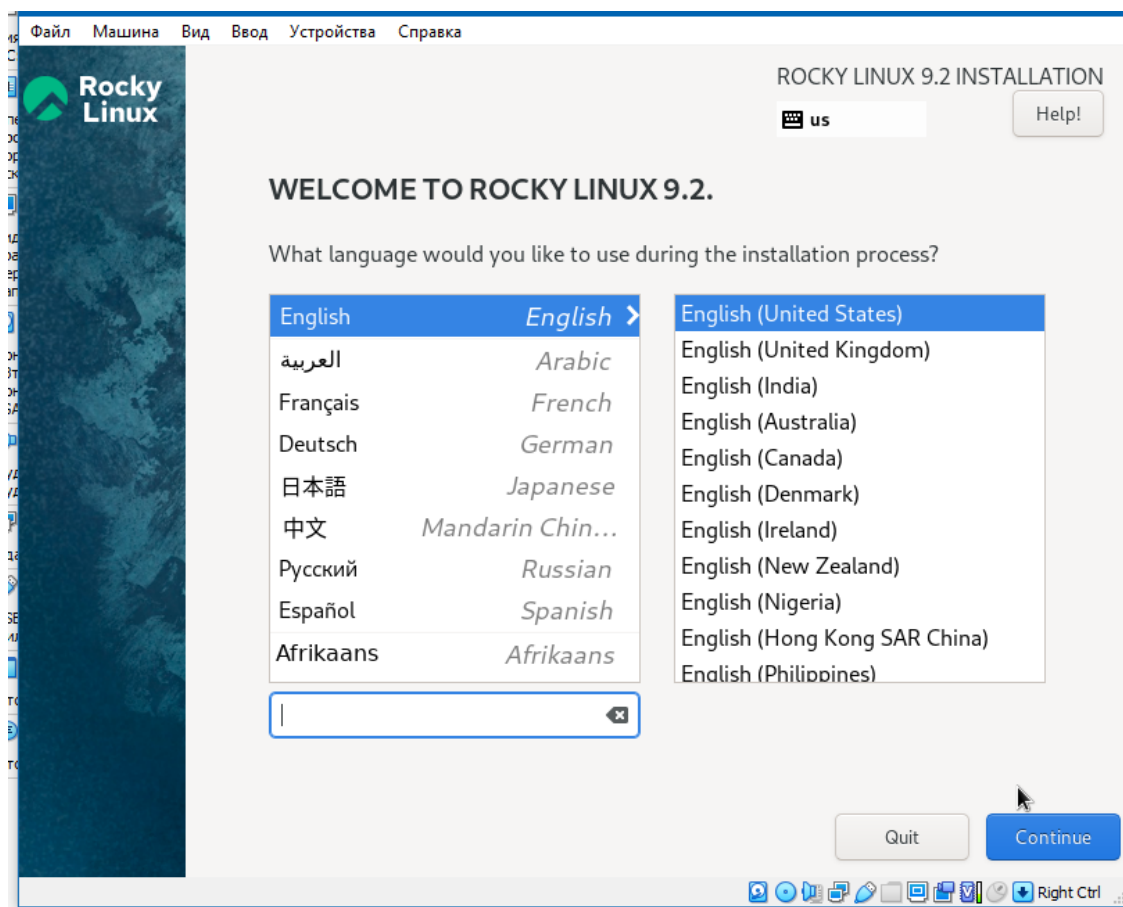 Файл Машина Вид Ввод Устройства Справка
Rocky
Linux
ROCKY LINUX 9.2 INSTALLATION
us
Help!
WELCOME TO ROCKY LINUX 9.2.
What language would you like to use during the installation process?
English English
العربية Arabic
Français French
Deutsch German
日本語 Japanese
中文 Mandarin Chin...
Русский Russian
Español Spanish
Afrikaans Afrikaans
English (United States)
English (United Kingdom)
English (India)
English (Australia)
English (Canada)
English (Denmark)
English (Ireland)
English (New Zealand)
English (Nigeria)
English (Hong Kong SAR China)
English (Philippines)
Quit
Continue
Right Ctrl